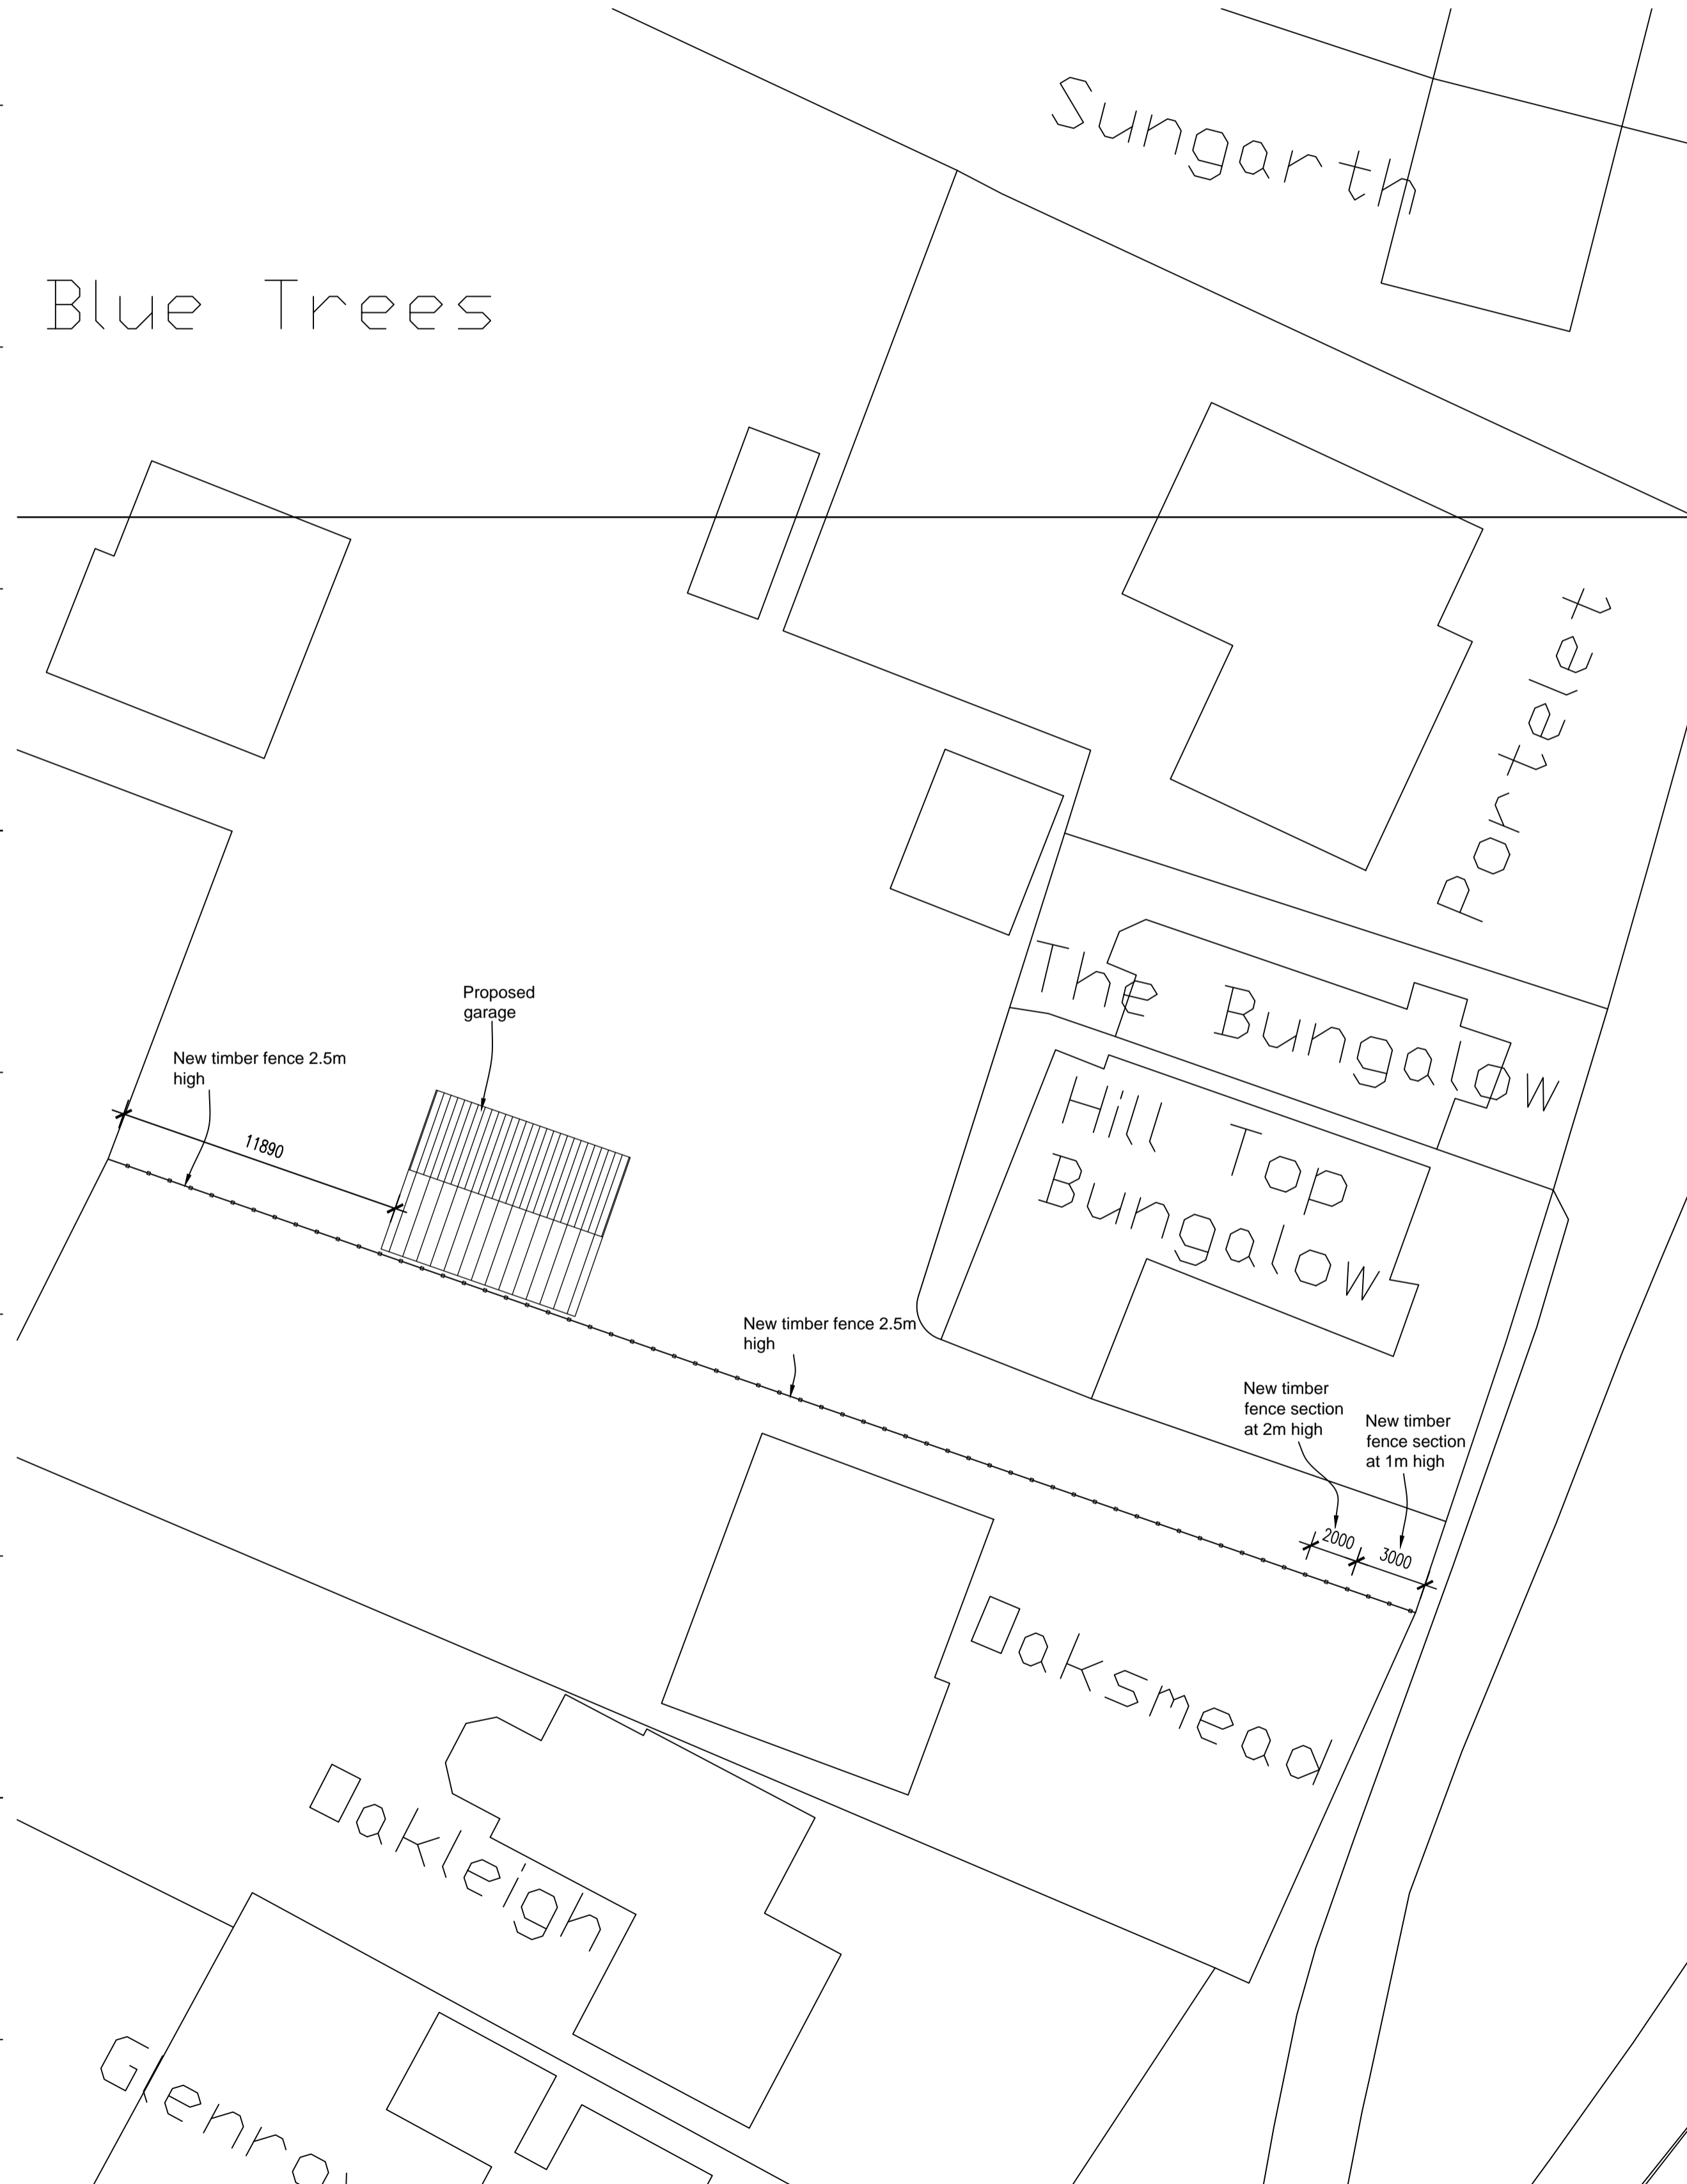 Sungarth
Blue Trees
Portelet
The Bungalow
Proposed
garage
New timber fence 2.5m
high
Hill Top
Bungalow
11890
New timber fence 2.5m
high
New timber
fence section
at 2m high
New timber
fence section
at 1m high
2000
3000
Oaksmead
Oakleigh